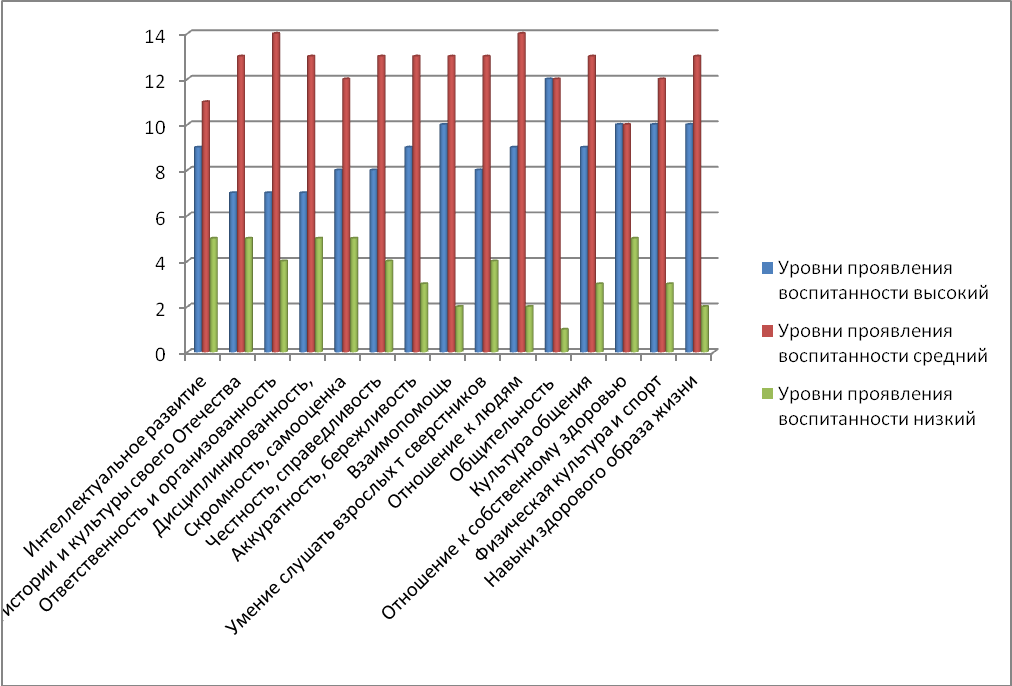 14
12
10
8
6
4
2
0
Интеллектуальное развитие
истории и культуры своего Отечества
Ответственность и организованность
Дисциплинированность,
Скромность, самооценка
Честность, справедливость
Аккуратность, бережливость
Взаимопомощь
Умение слушать взрослых т сверстников
Отношение к людям
Общительность
Культура общения
Отношение к собственному здоровью
Физическая культура и спорт
Навыки здорового образа жизни
Уровни проявления
воспитанности высокий
Уровни проявления
воспитанности средний
Уровни проявления
воспитанности низкий